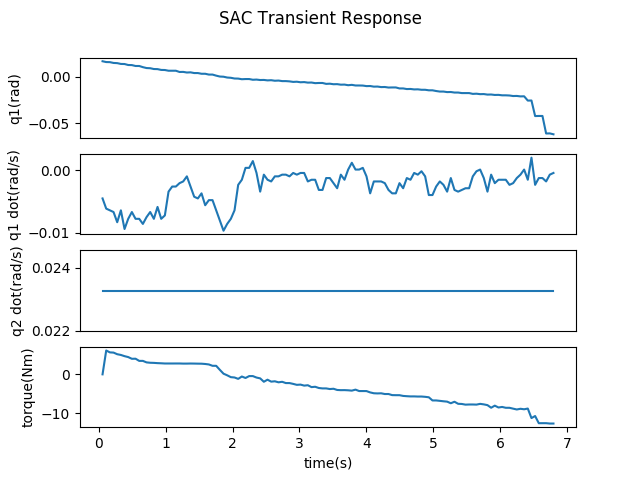 SAC Transient Response
q1(rad)
0.00
−0.05
q1 dot(rad/s)
0.00
−0.01
q2 dot(rad/s)
0.024
0.022
torque(Nm)
0
−10
0 1 2 3 4 5 6 7
time(s)